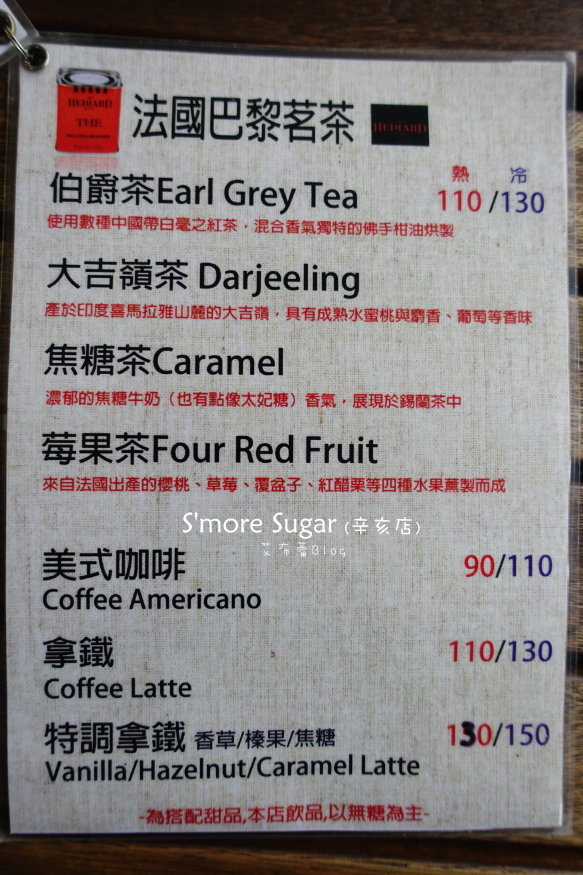 HEDIARD
THE
法國巴黎茗茶
HEDIARD
熱 冷
伯爵茶Earl Grey Tea 110/130
使用數種中國帶白毫之紅茶，混合香氣獨特的佛手柑油烘製
大吉嶺茶 Darjeeling
產於印度喜馬拉雅山麓的大吉嶺，具有成熟水蜜桃與麝香、葡萄等香味
焦糖茶Caramel
濃郁的焦糖牛奶（也有點像太妃糖）香氣，展現於錫蘭茶中
莓果茶Four Red Fruit
來自法國出產的櫻桃、草莓、覆盆子、紅醋栗等四種水果薰製而成
S'more Sugar (辛亥店)
艾布蕾Blog
美式咖啡 90/110
Coffee Americano
拿鐵 110/130
Coffee Latte
特調拿鐵 香草/榛果/焦糖 130/150
Vanilla/Hazelnut/Caramel Latte
-為搭配甜品,本店飲品,以無糖為主-